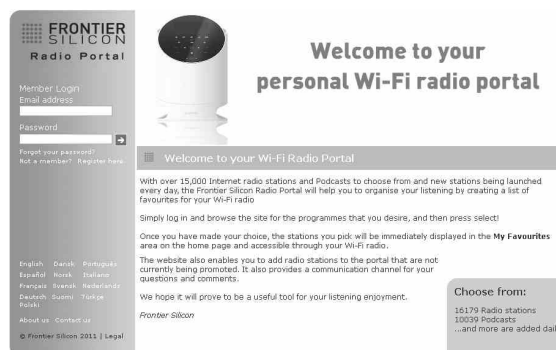 FRONTIER
SILICON
Radio Portal
Member Login
Email address
Password
Forgot your password?
Not a member? Register here
English Dansk Português
Español Norsk Italiano
Français Svensk Nederlands
Deutsch Suomi Türkçe
Polski
About us Contact us
© Frontier Silicon 2011 | Legal
Welcome to your
personal Wi-Fi radio portal
Welcome to your Wi-Fi Radio Portal
With over 15,000 Internet radio stations and Podcasts to choose from and new stations being launched
every day, the Frontier Silicon Radio Portal will help you to organise your listening by creating a list of
favourites for your Wi-Fi radio
Simply log in and browse the site for the programmes that you desire, and then press select!
Once you have made your choice, the stations you pick will be immediately displayed in the My Favourites
area on the home page and accessible through your Wi-Fi radio.
The website also enables you to add radio stations to the portal that are not
currently being promoted. It also provides a communication channel for your
questions and comments.
We hope it will prove to be a useful tool for your listening enjoyment.
Frontier Silicon
Choose from:
16179 Radio stations
10039 Podcasts
...and more are added dail